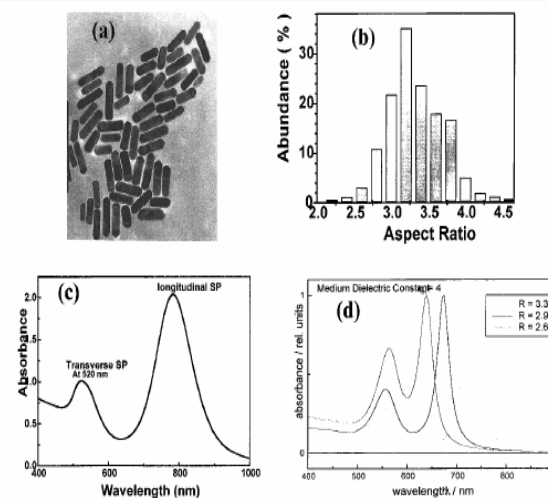 (a)
(b)
Abundance ( % )
30
20
10
0
2.0 2.5 3.0 3.5 4.0 4.5
Aspect Ratio
(c)
longitudinal SP
Transverse SP
At 520 nm
Absorbance
2.0
1.5
1.0
0.5
0.0
400 600 800 1000
Wavelength (nm)
Medium Dielectric Constant = 4
(d)
R = 3.3
R = 2.9
R = 2.6
absorbance / rel. units
1
0
400 500 600 700 800
wavelength / nm